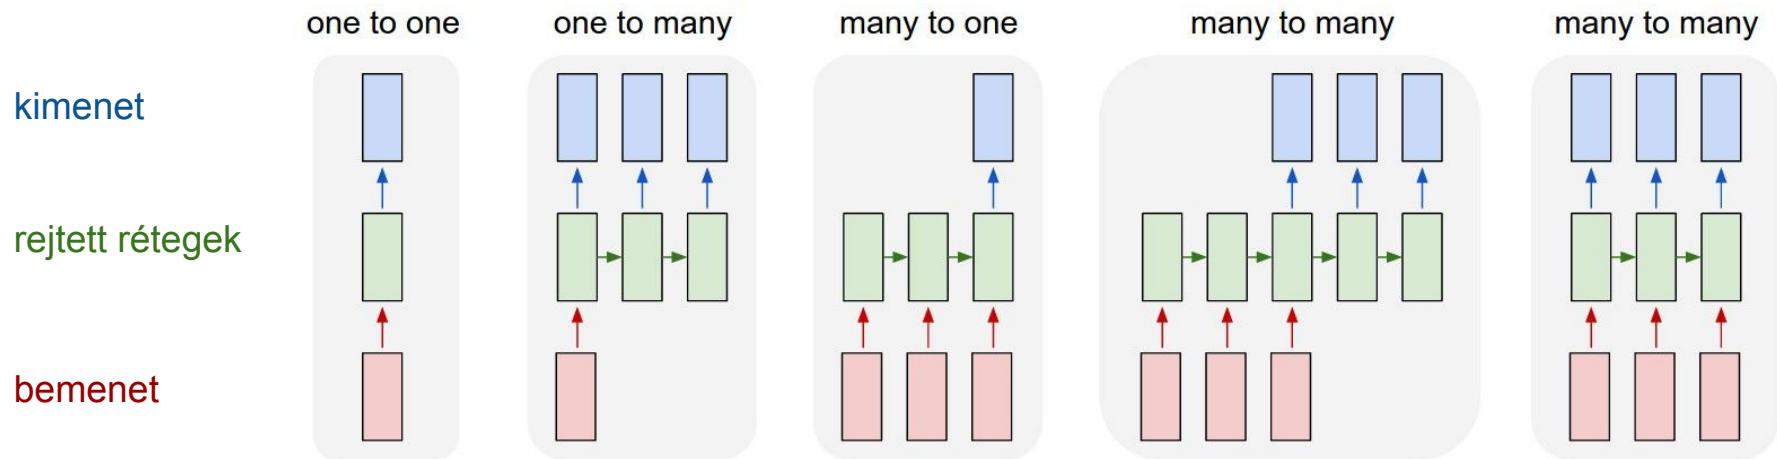 one to one
one to many
many to one
many to many
many to many
kimenet
rejtett rétegek
bemenet